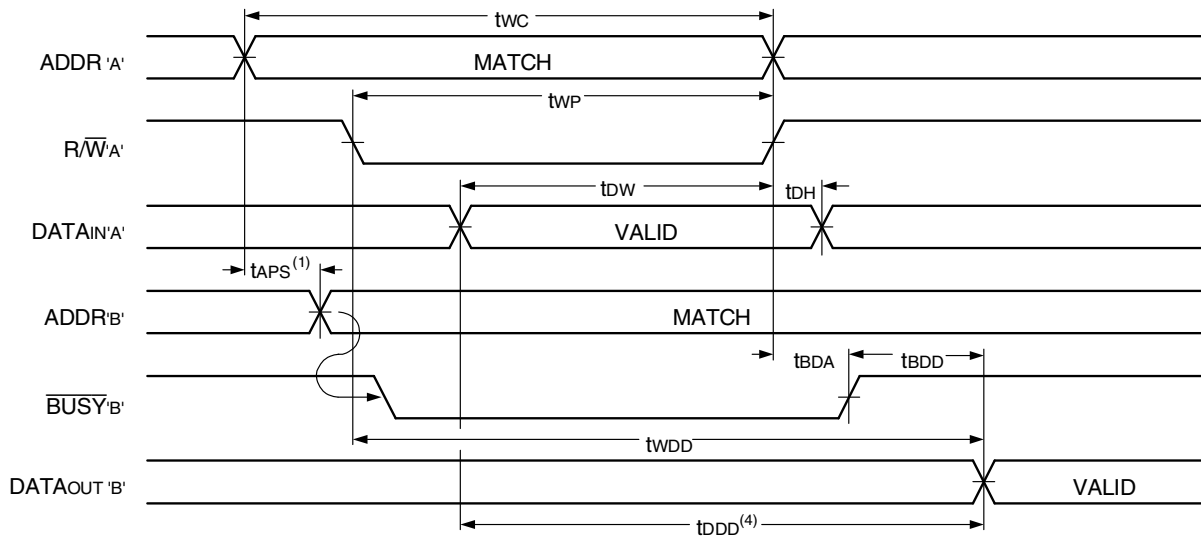 tWC
ADDR 'A'
MATCH
tWP
R/W̅'A'
tDW
tDH
DATAIN'A'
VALID
tAPS(1)
ADDR'B'
MATCH
tBDA
tBDD
B̅U̅S̅Y̅'B'
tWDD
DATAOUT 'B'
VALID
tDDD(4)